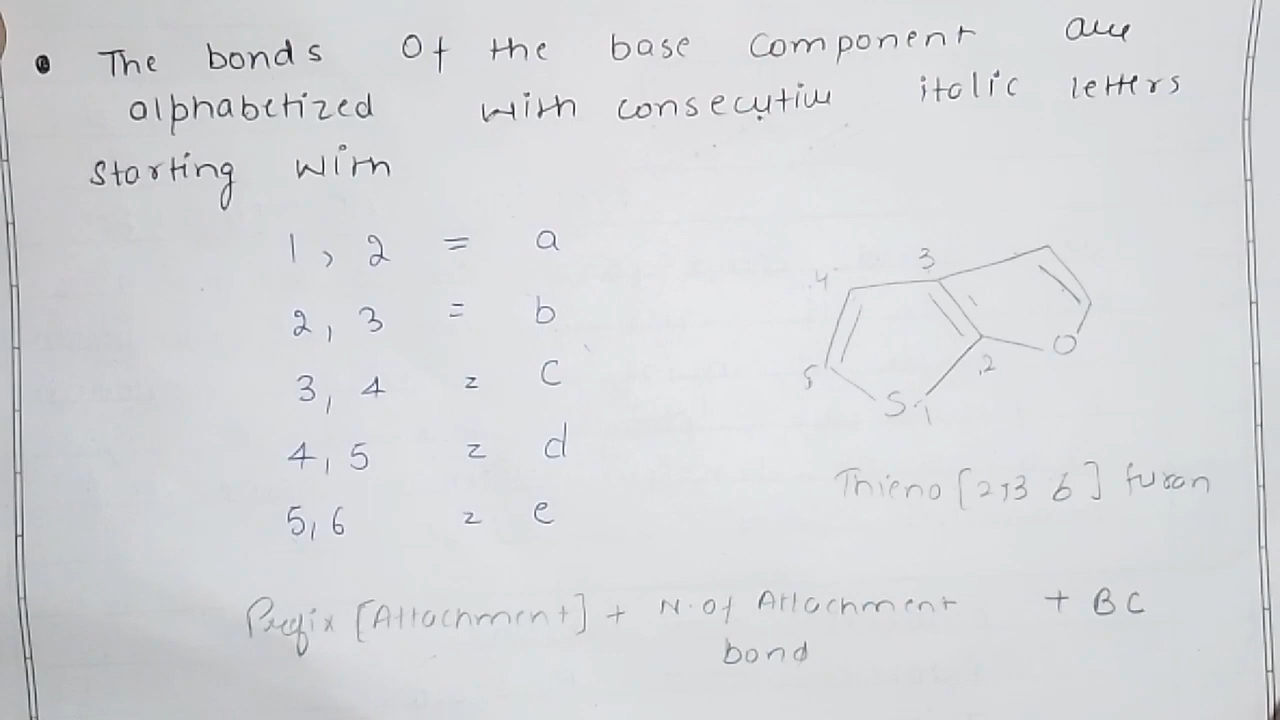 The bonds Of the base Component are
alphabetized with consecutive italic letters
Starting with
1, 2 = a
2, 3 = b
3, 4 = C
4, 5 = d
5, 6 = e
3
4
5
2
O
S 1
Thieno [2,3 b] furan
Prefix [Attachment] + N. Of Attachment + BC
bond